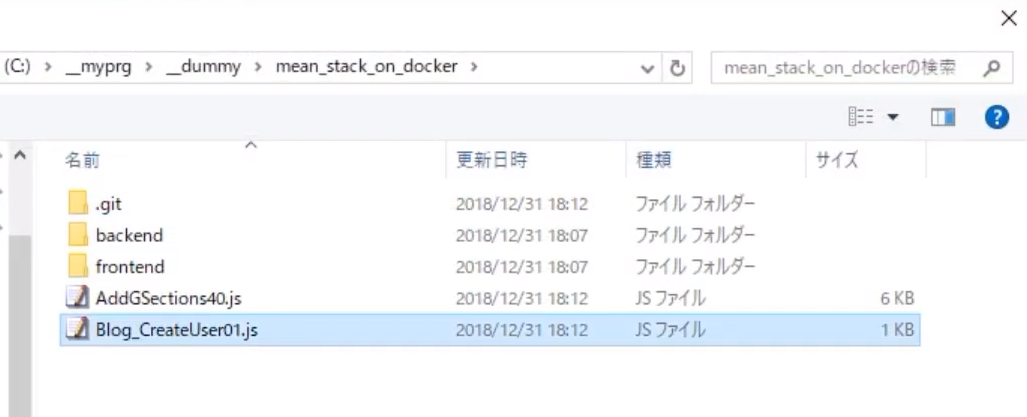 (C:) › __myprg › __dummy › mean_stack_on_docker ›
mean_stack_on_dockerの検索
名前 更新日時 種類 サイズ
.git 2018/12/31 18:12 ファイル フォルダー
backend 2018/12/31 18:07 ファイル フォルダー
frontend 2018/12/31 18:07 ファイル フォルダー
AddGSections40.js 2018/12/31 18:12 JS ファイル 6 KB
Blog_CreateUser01.js 2018/12/31 18:12 JS ファイル 1 KB